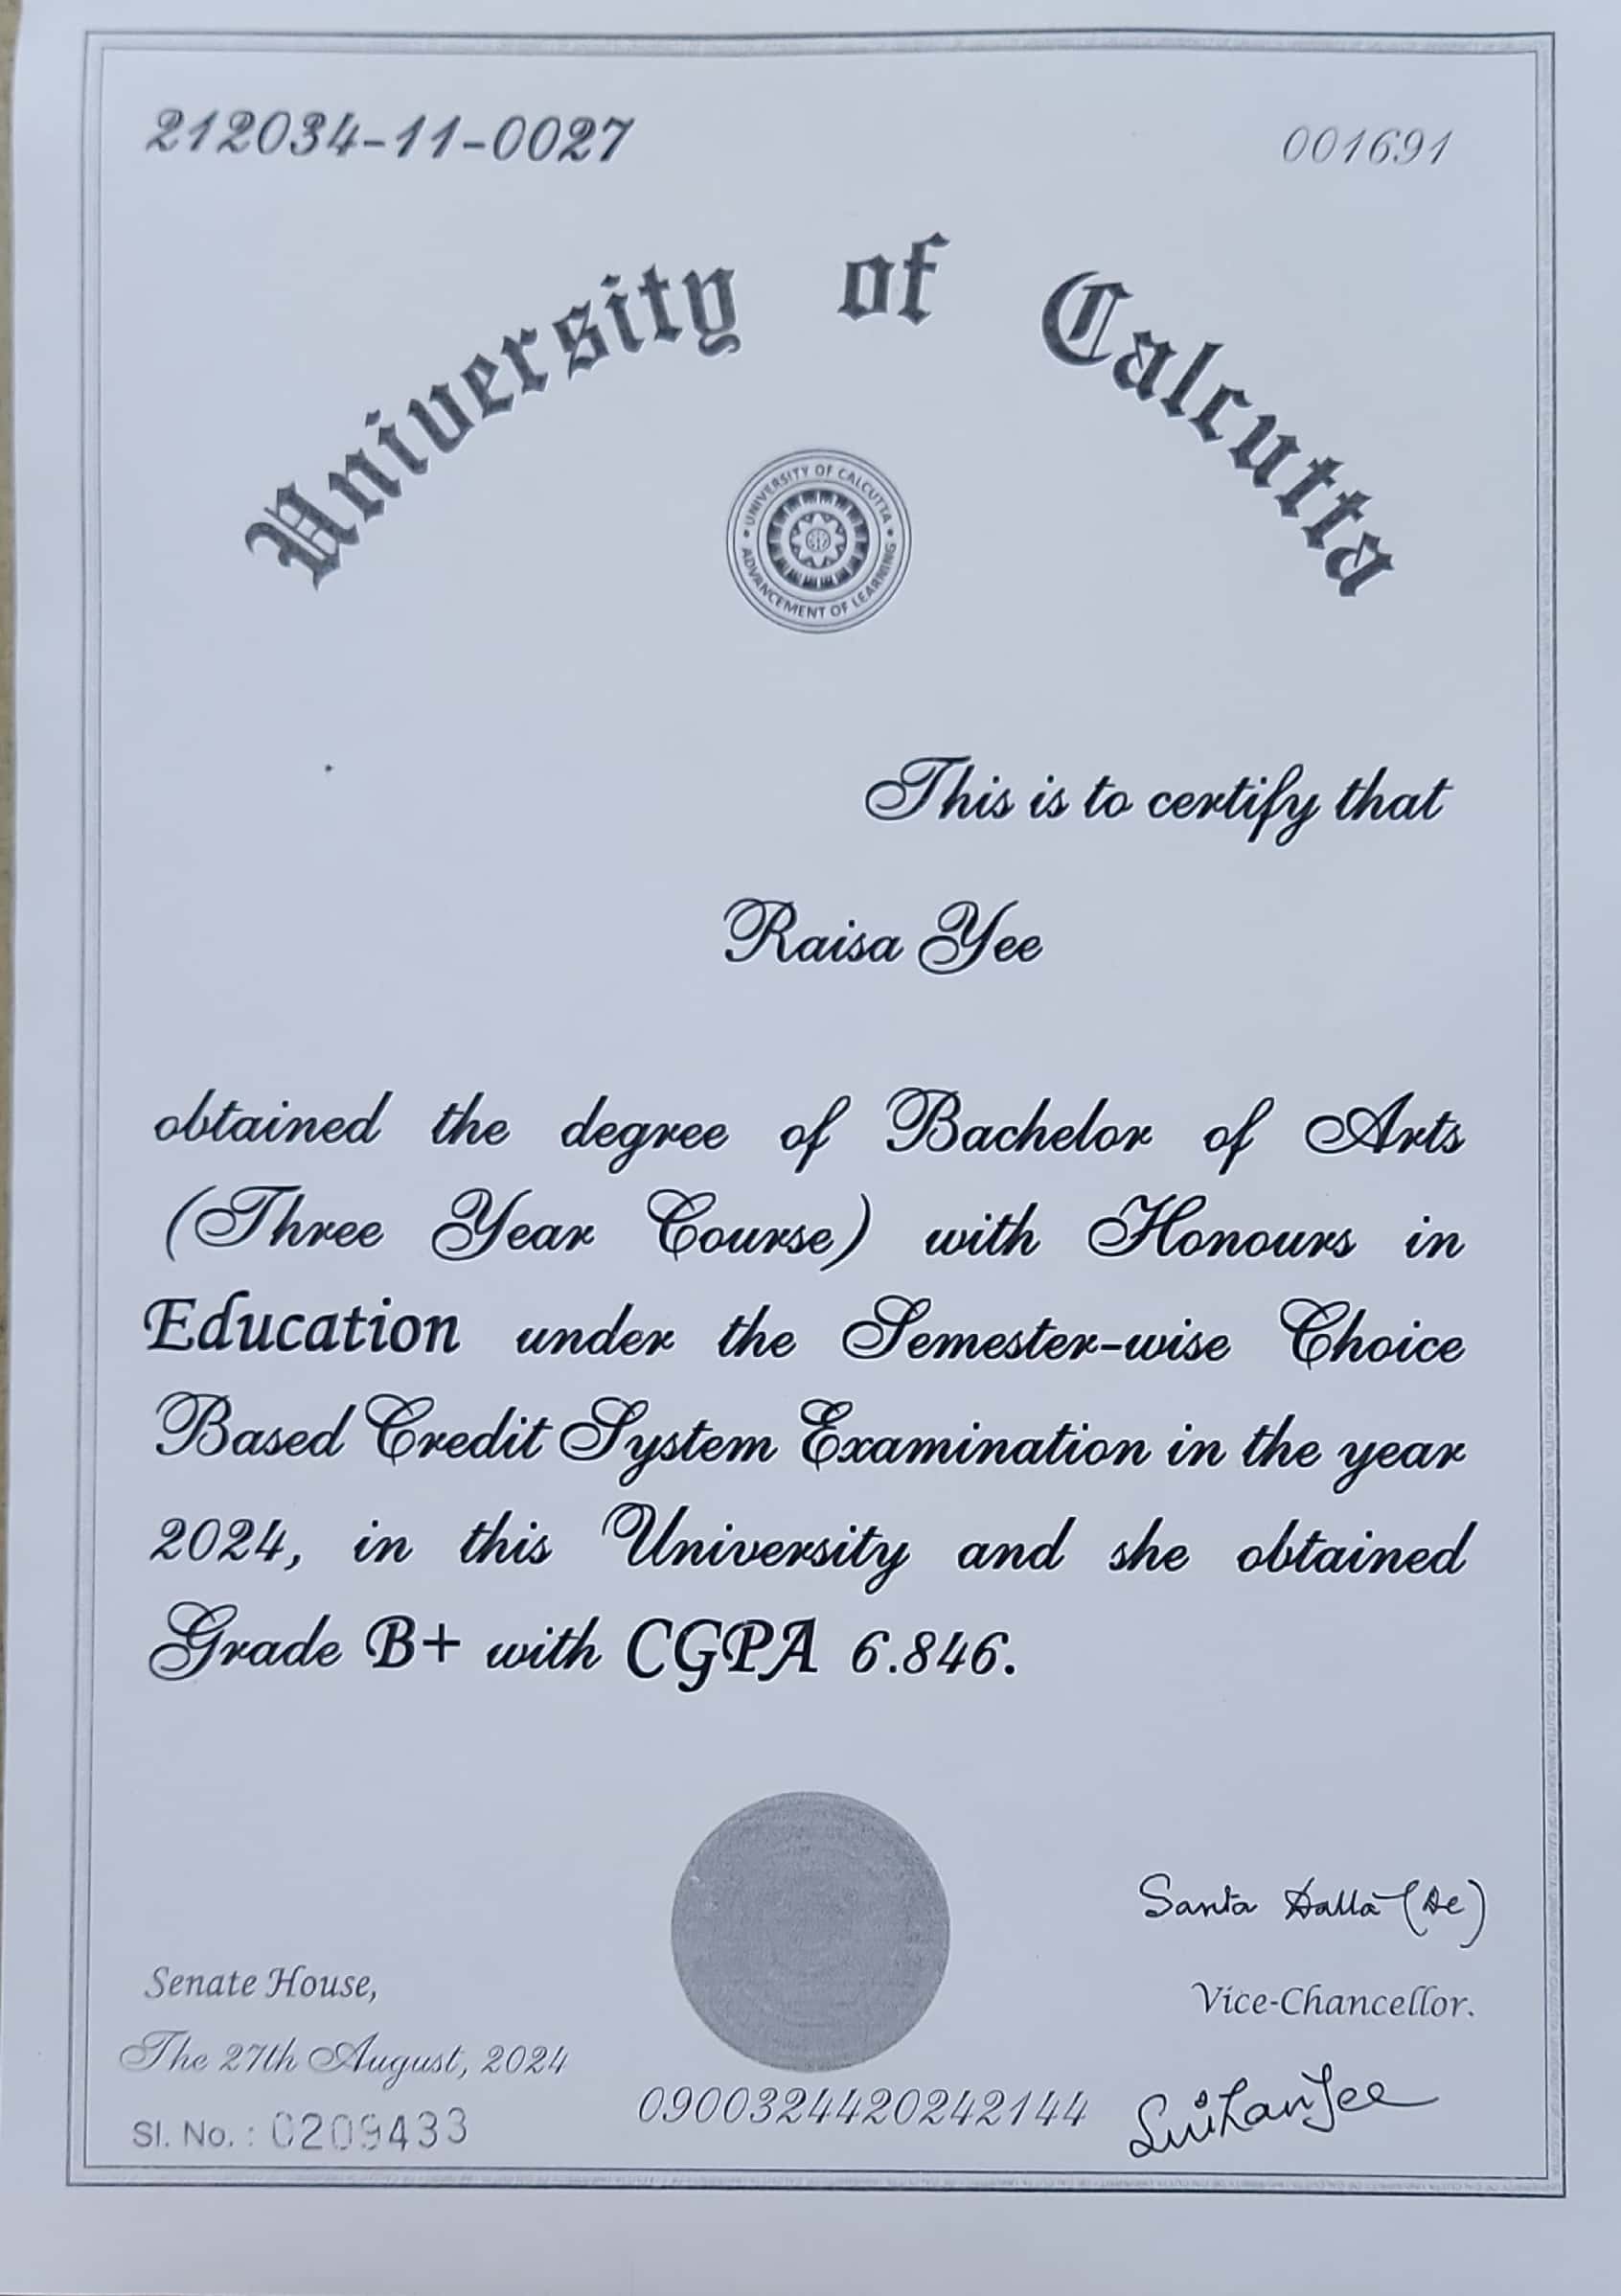 212034-11-0027 001691
University of Calcutta
UNIVERSITY OF CALCUTTA
ADVANCEMENT OF LEARNING
This is to certify that
Raisa Yee
obtained the degree of Bachelor of Arts
(Three Year Course) with Honours in
Education under the Semester-wise Choice
Based Credit System Examination in the year
2024, in this University and she obtained
Grade B+ with CGPA 6.846.
Santa
Senate House,
Vice-Chancellor.
The 27th August, 2024
0900324420242144
Sl. No. : C209433